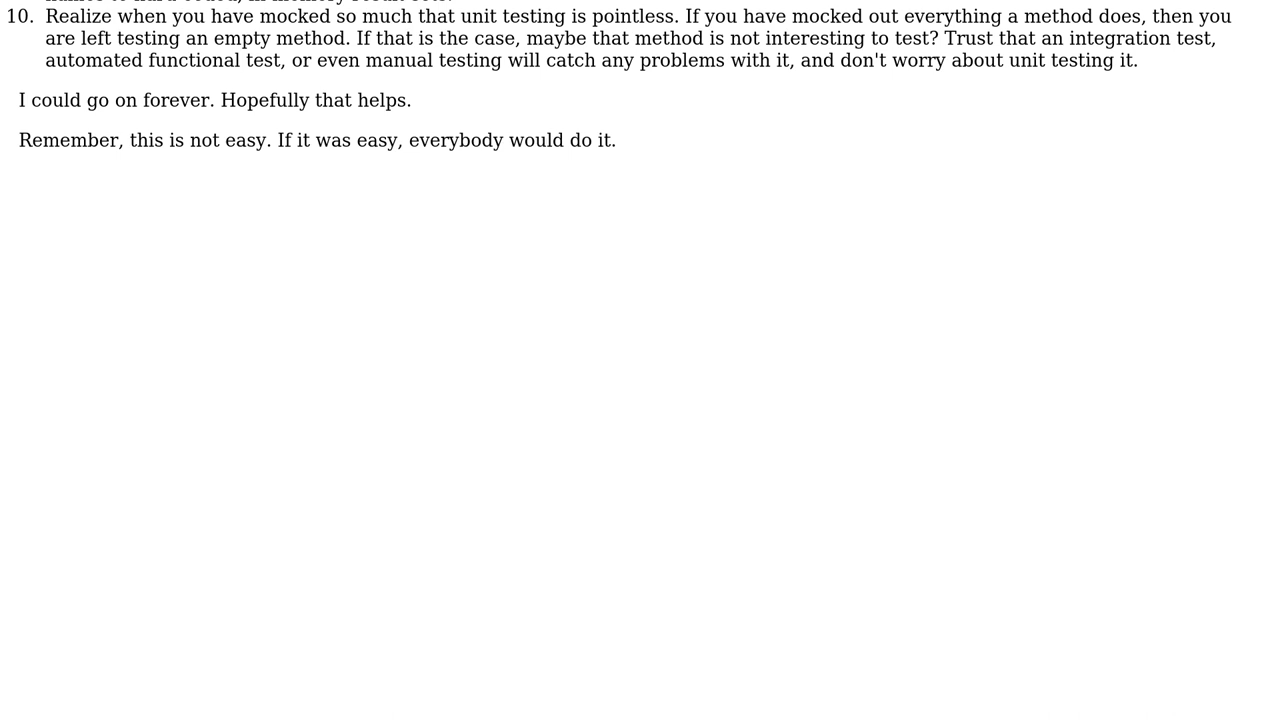 10. Realize when you have mocked so much that unit testing is pointless. If you have mocked out everything a method does, then you
are left testing an empty method. If that is the case, maybe that method is not interesting to test? Trust that an integration test,
automated functional test, or even manual testing will catch any problems with it, and don't worry about unit testing it.
I could go on forever. Hopefully that helps.
Remember, this is not easy. If it was easy, everybody would do it.